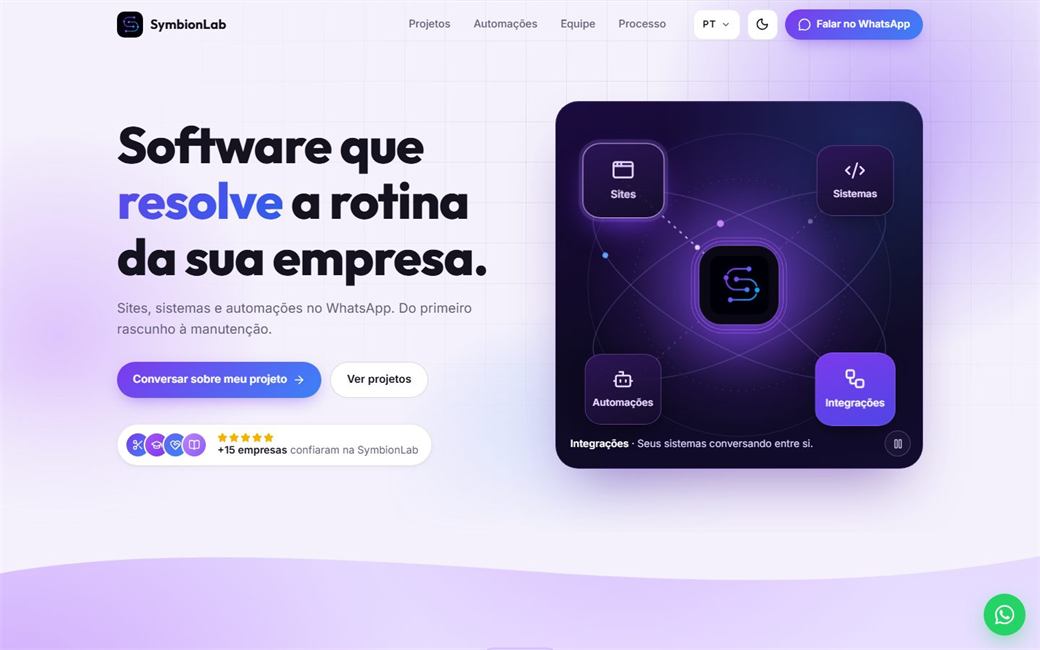 SymbionLab
Projetos
Automações
Equipe
Processo
PT
Falar no WhatsApp
Software que
resolve a rotina
da sua empresa.
Sites, sistemas e automações no WhatsApp. Do primeiro
rascunho à manutenção.
Conversar sobre meu projeto
Ver projetos
+15 empresas confiaram na SymbionLab
Sites
</> 
Sistemas
Automações
Integrações
Integrações · Seus sistemas conversando entre si.